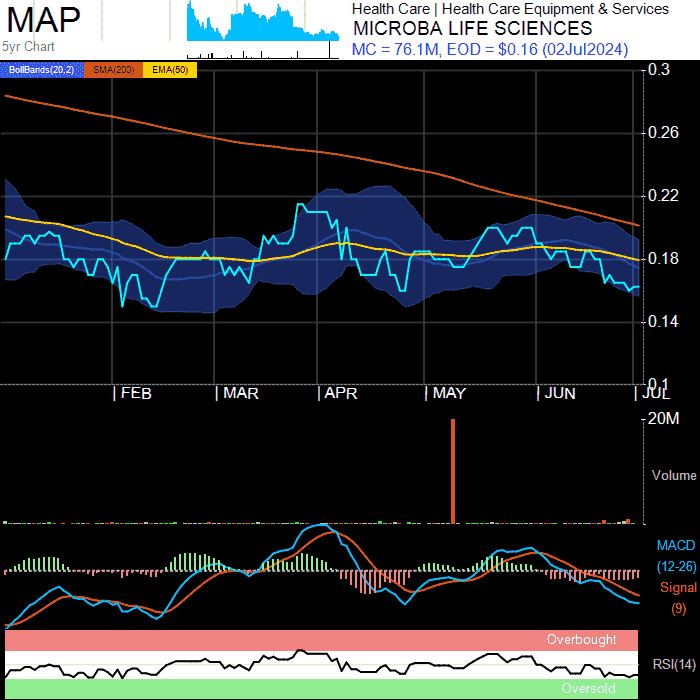 MAP
5yr Chart
Health Care | Health Care Equipment & Services
MICROBA LIFE SCIENCES
MC = 76.1M, EOD = $0.16 (02Jul2024)
BollBands(20,2) SMA(200) EMA(50)
0.3
0.26
0.22
0.18
0.14
0.1
FEB MAR APR MAY JUN JUL
20M
Volume
MACD
(12-26)
Signal
(9)
Overbought
RSI(14)
Oversold